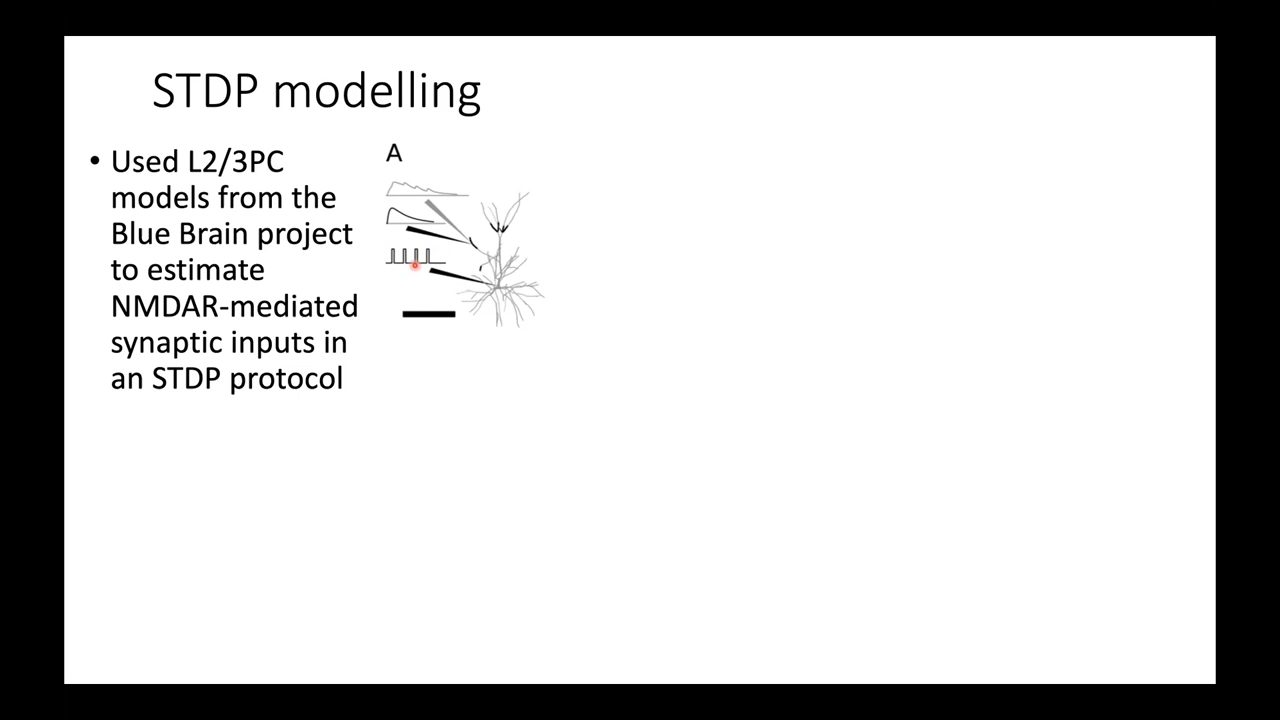 STDP modelling
• Used L2/3PC
models from the
Blue Brain project
to estimate
NMDAR-mediated
synaptic inputs in
an STDP protocol
A